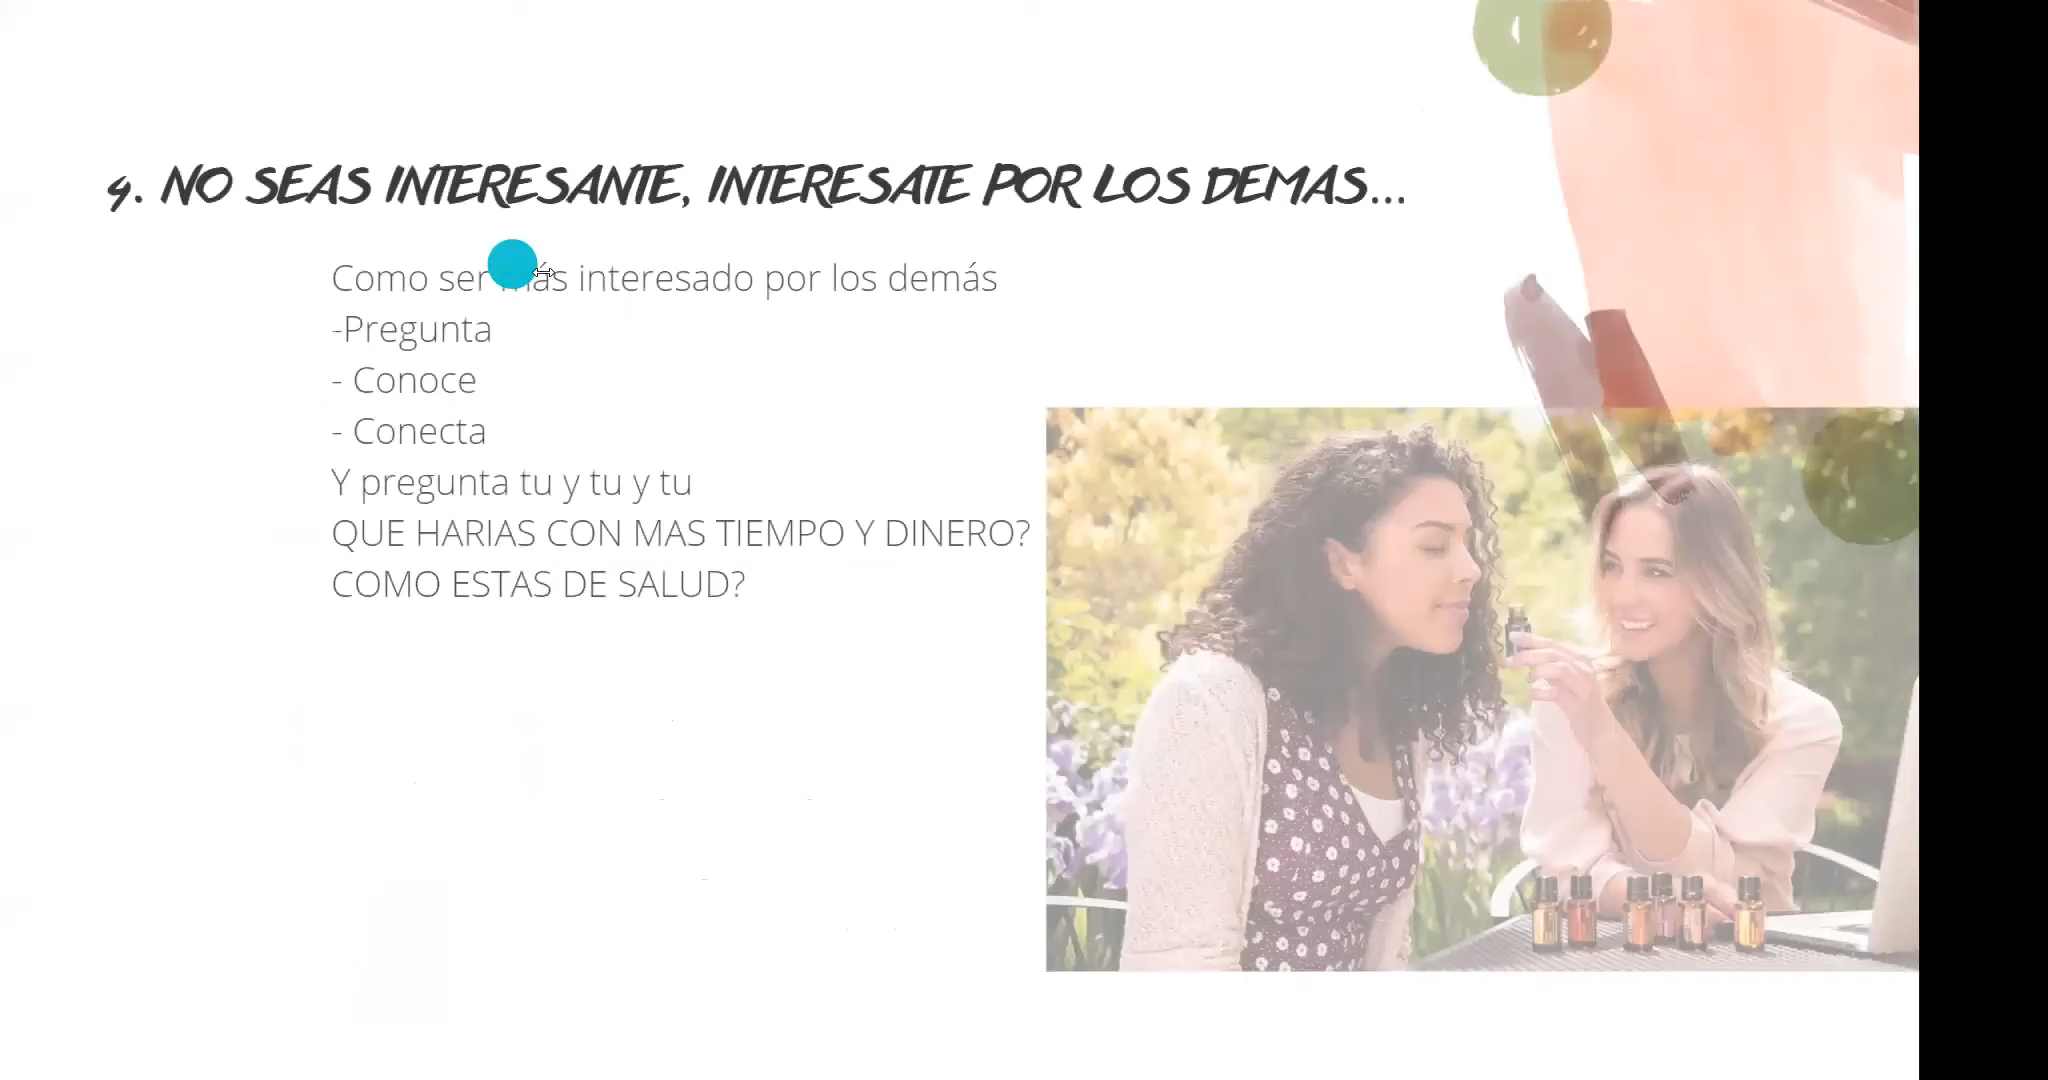 4. NO SEAS INTERESANTE, INTERESATE POR LOS DEMAS...
Como ser más interesado por los demás
-Pregunta
- Conoce
- Conecta
Y pregunta tu y tu y tu
QUE HARIAS CON MAS TIEMPO Y DINERO?
COMO ESTAS DE SALUD?